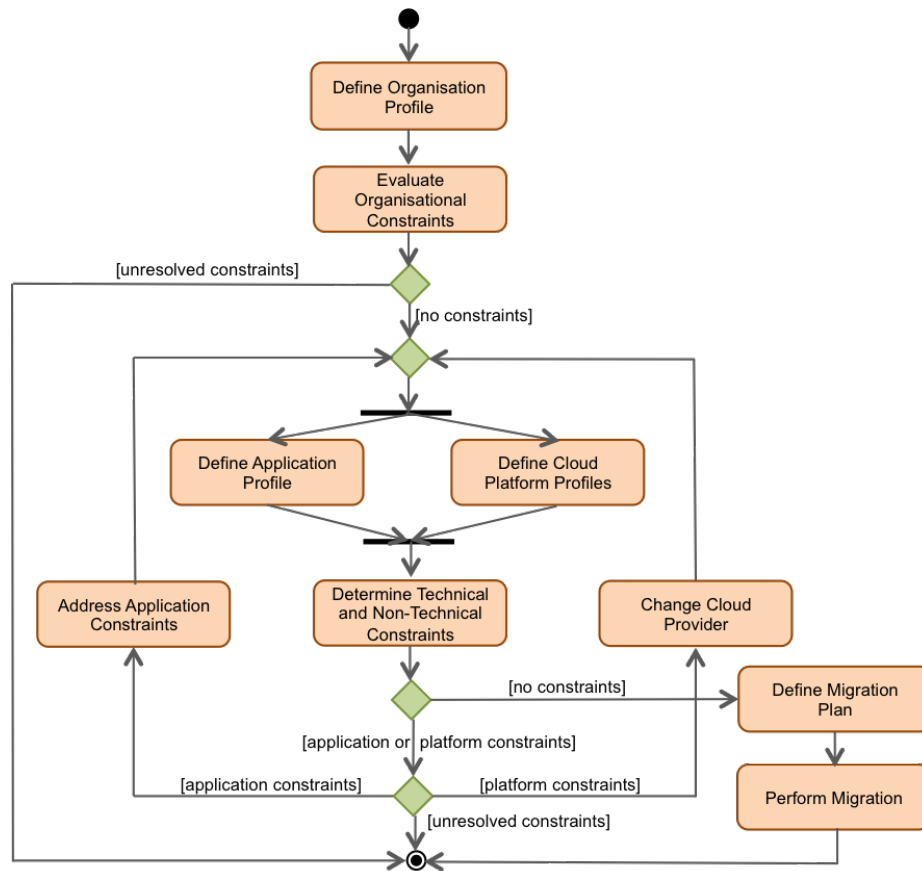 Define Organisation
Profile
Evaluate
Organisational
Constraints
[unresolved constraints]
[no constraints]
Define Application
Profile
Define Cloud
Platform Profiles
Address Application
Constraints
Determine Technical
and Non-Technical
Constraints
Change Cloud
Provider
[no constraints]
Define Migration
Plan
[application or platform constraints]
[application constraints]
[platform constraints]
Perform Migration
[unresolved constraints]